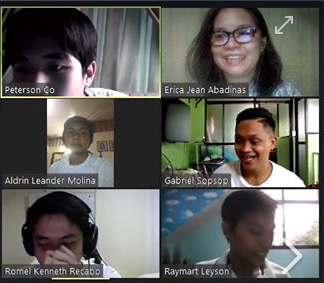 Peterson Co
Erica Jean Abadinas
Aldrin Leander Molina
Gabriel Sopsop
Romel Kenneth Recabo
Raymart Leyson